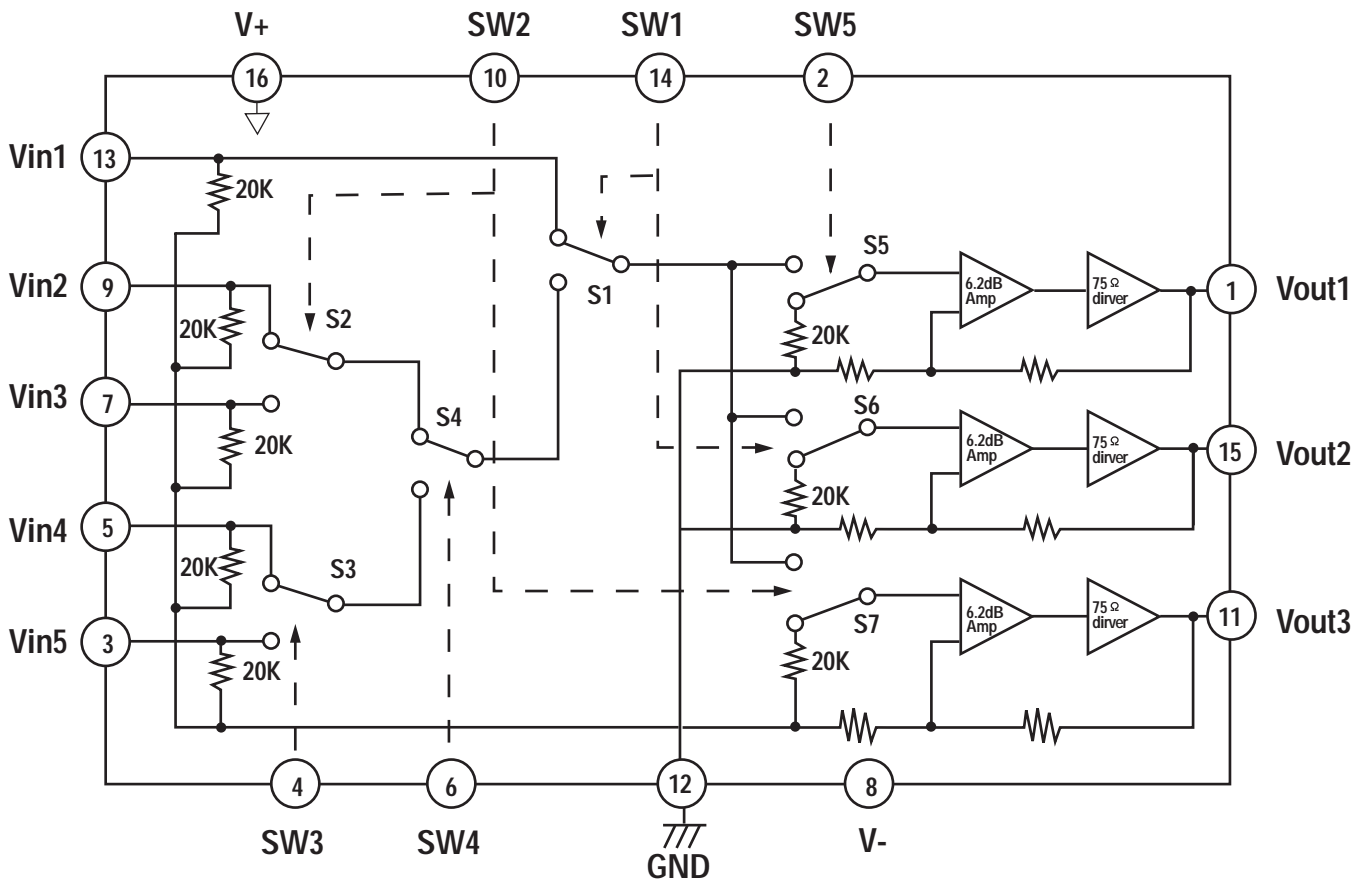 V+
SW2
SW1
SW5
16
10
14
2
Vin1
13
20K
S5
Vin2
9
6.2dB
Amp
75 Ω
dirver
1
Vout1
S1
20K
S2
20K
Vin3
7
S4
S6
20K
6.2dB
Amp
75 Ω
dirver
15
Vout2
20K
Vin4
5
20K
S3
6.2dB
Amp
75 Ω
dirver
11
Vout3
S7
Vin5
3
20K
20K
4
6
12
8
SW3
SW4
GND
V-